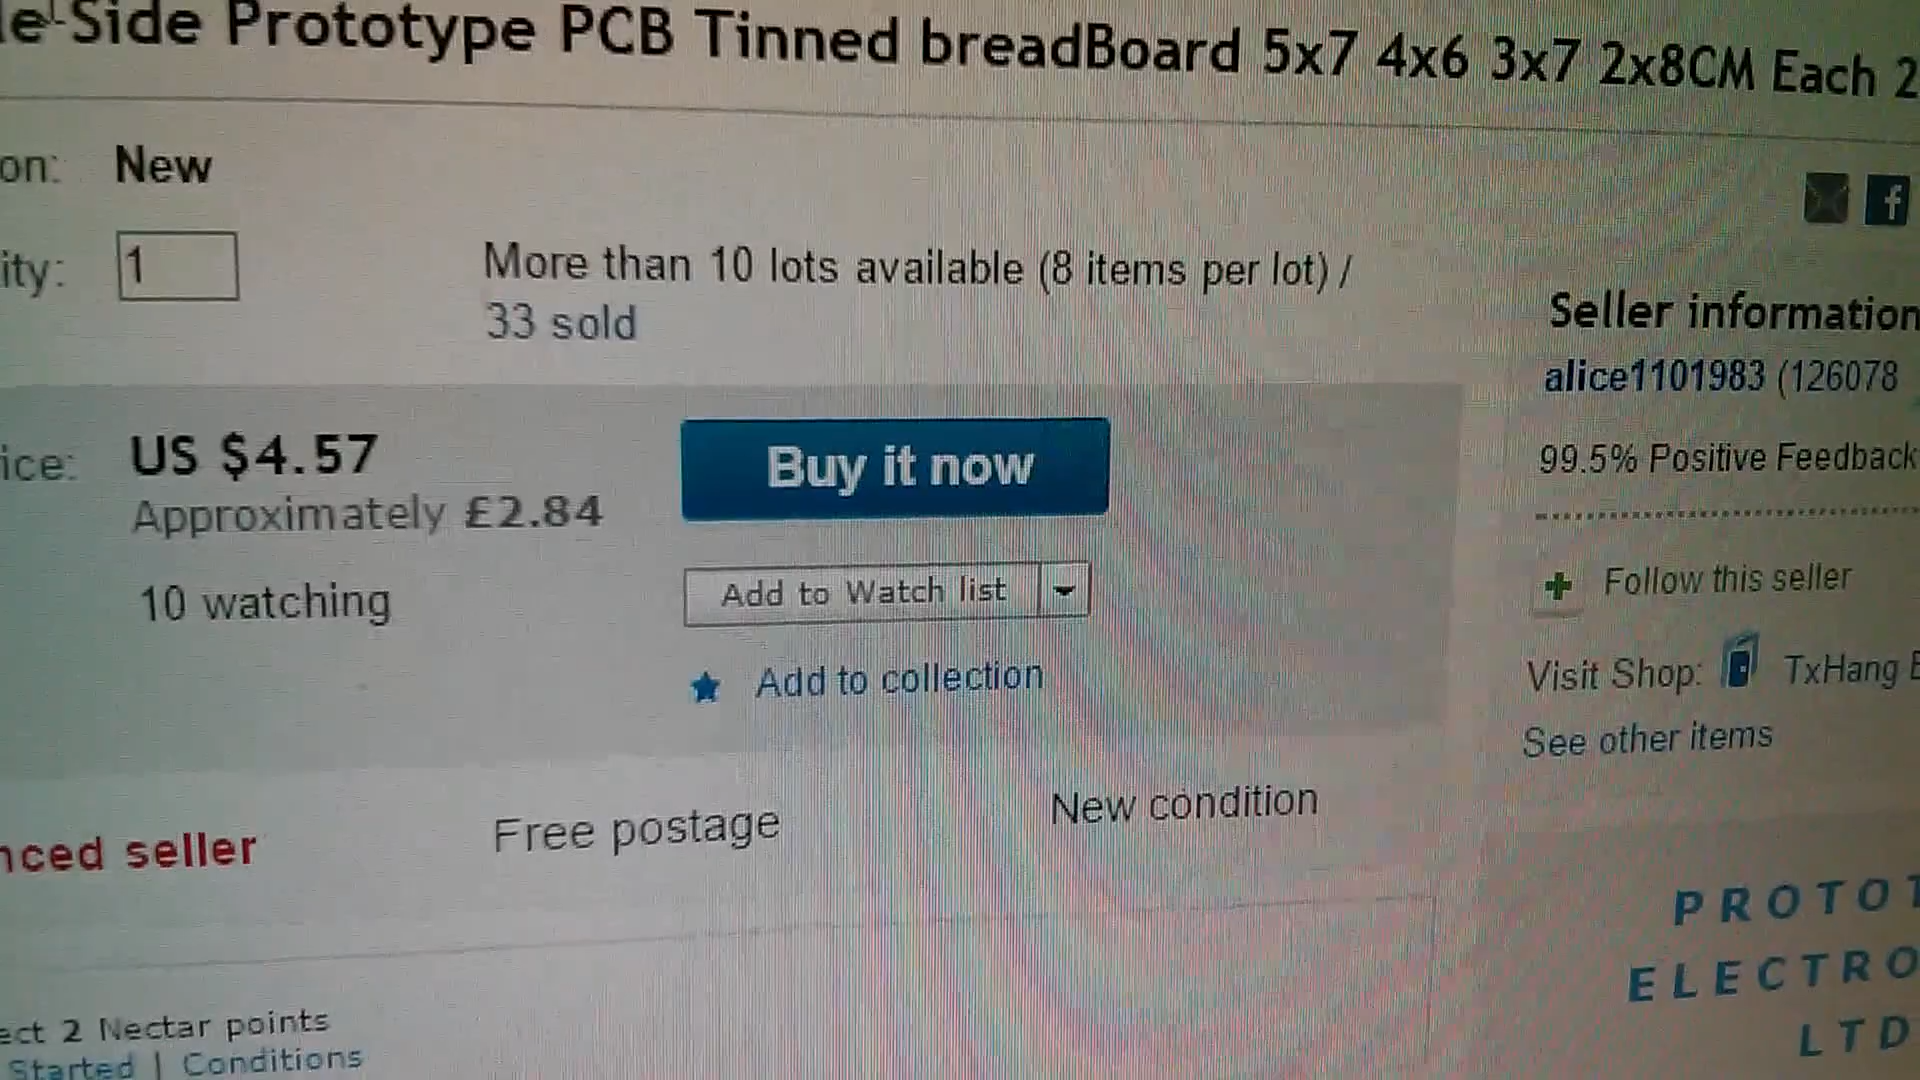 le-Side Prototype PCB Tinned breadBoard 5x7 4x6 3x7 2x8CM Each 2
on: New
ity: 1
More than 10 lots available (8 items per lot) /
33 sold
ice: US $4.57
Approximately £2.84
Buy it now
10 watching
Add to Watch list
Add to collection
nced seller
Free postage
New condition
ect 2 Nectar points
Started | Conditions
f
Seller information
alice1101983 (126078
99.5% Positive Feedback
+ Follow this seller
Visit Shop: TxHang E
See other items
PROTOT
ELECTRO
LTD